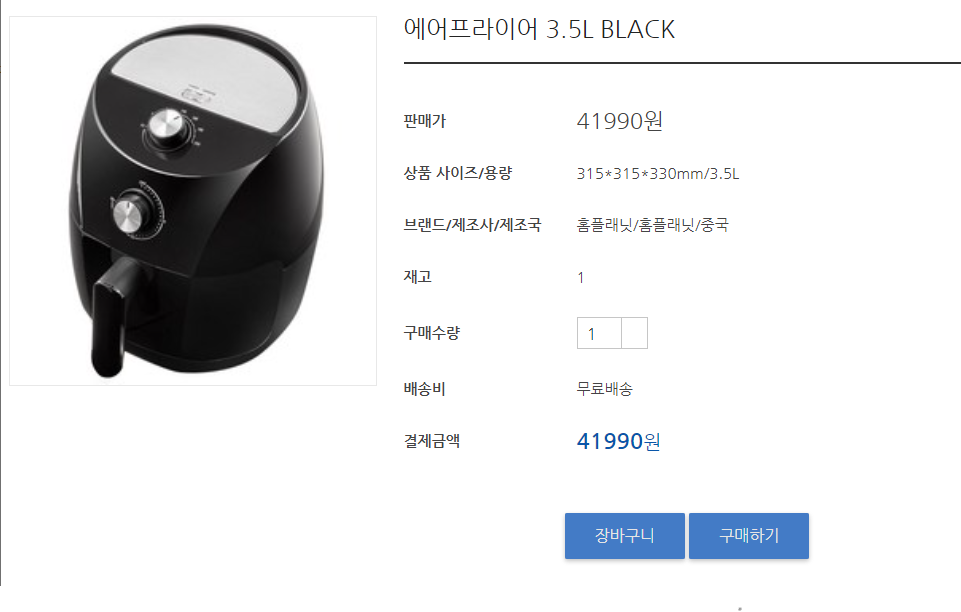 에어프라이어 3.5L BLACK
판매가 41990원
상품 사이즈/용량 315*315*330mm/3.5L
브랜드/제조사/제조국 홈플래닛/홈플래닛/중국
재고 1
구매수량 1
배송비 무료배송
결제금액 41990원
장바구니 구매하기